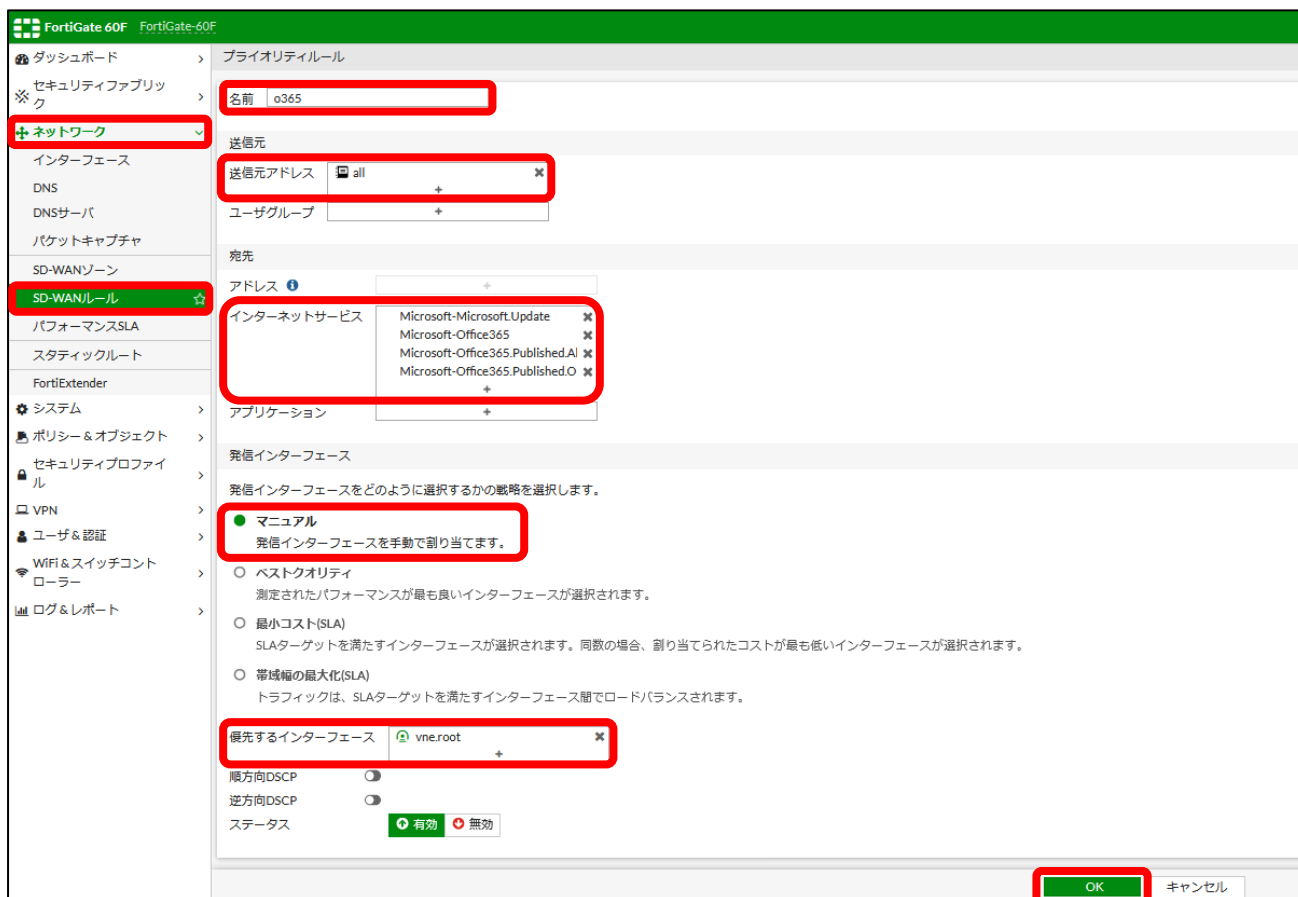 FortiGate 60F FortiGate-60F
ダッシュボード
セキュリティファブリッ
ク
ネットワーク
インターフェース
DNS
DNSサーバ
パケットキャプチャ
SD-WANゾーン
SD-WANルール
パフォーマンスSLA
スタティックルート
FortiExtender
システム
ポリシー&オブジェクト
セキュリティプロファイ
ル
VPN
ユーザ&認証
WiFi&スイッチコント
ローラー
ログ&レポート
プライオリティルール
名前 o365
送信元
送信元アドレス all
+
ユーザグループ +
宛先
アドレス +
インターネットサービス Microsoft-Microsoft.Update
Microsoft-Office365
Microsoft-Office365.Published.Al
Microsoft-Office365.Published.O
+
アプリケーション +
発信インターフェース
発信インターフェースをどのように選択するかの戦略を選択します。
マニュアル
発信インターフェースを手動で割り当てます。
ベストクオリティ
測定されたパフォーマンスが最も良いインターフェースが選択されます。
最小コスト(SLA)
SLAターゲットを満たすインターフェースが選択されます。同数の場合、割り当てられたコストが最も低いインターフェースが選択されます。
帯域幅の最大化(SLA)
トラフィックは、SLAターゲットを満たすインターフェース間でロードバランスされます。
優先するインターフェース vne.root
+
順方向DSCP
逆方向DSCP
ステータス 有効 無効
OK キャンセル